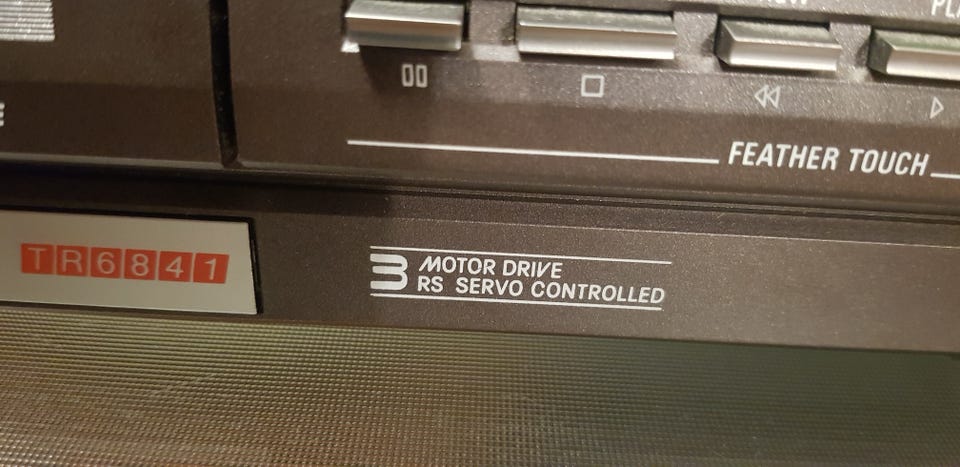 FEATHER TOUCH
TR6841
3 MOTOR DRIVE
RS SERVO CONTROLLED